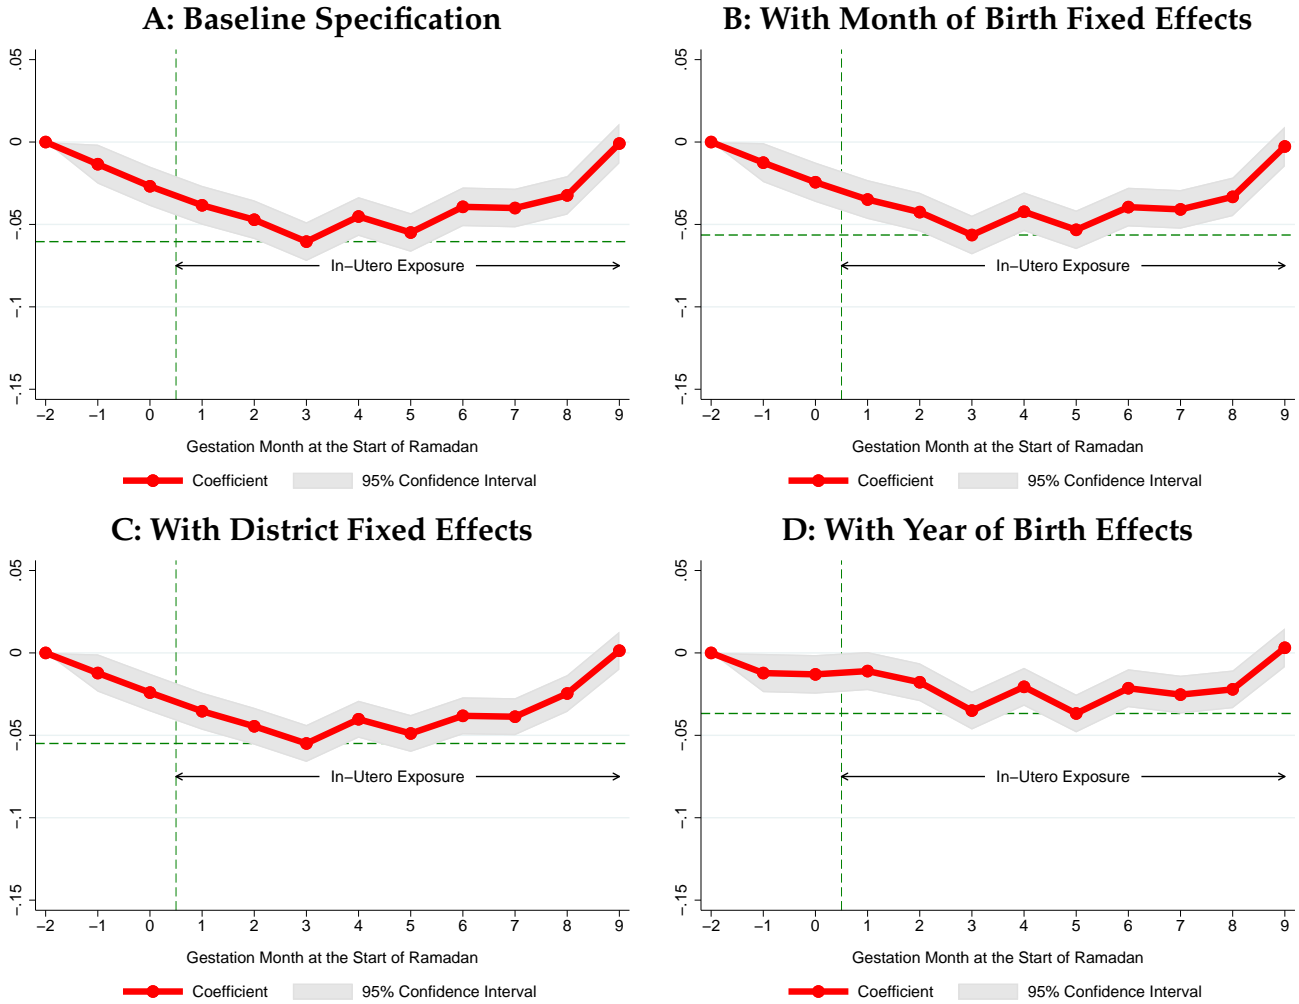 A: Baseline Specification
.05
0
−.05
−.1
−.15
In−Utero Exposure
−2 −1 0 1 2 3 4 5 6 7 8 9
Gestation Month at the Start of Ramadan
Coefficient 95% Confidence Interval
B: With Month of Birth Fixed Effects
.05
0
−.05
−.1
−.15
In−Utero Exposure
−2 −1 0 1 2 3 4 5 6 7 8 9
Gestation Month at the Start of Ramadan
Coefficient 95% Confidence Interval
C: With District Fixed Effects
.05
0
−.05
−.1
−.15
In−Utero Exposure
−2 −1 0 1 2 3 4 5 6 7 8 9
Gestation Month at the Start of Ramadan
Coefficient 95% Confidence Interval
D: With Year of Birth Effects
.05
0
−.05
−.1
−.15
In−Utero Exposure
−2 −1 0 1 2 3 4 5 6 7 8 9
Gestation Month at the Start of Ramadan
Coefficient 95% Confidence Interval